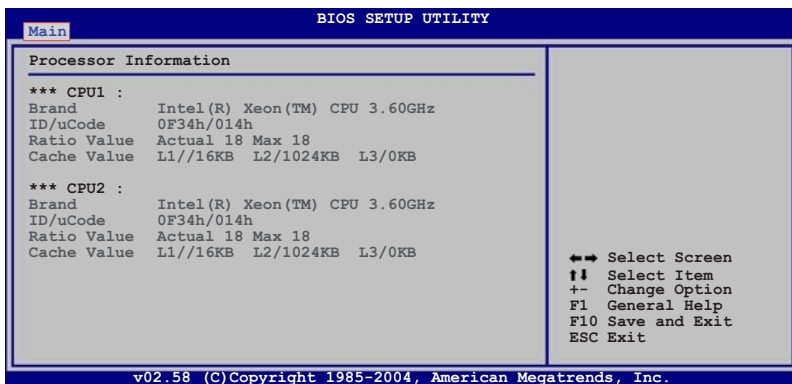 BIOS SETUP UTILITY
Main
Processor Information
*** CPU1 :
Brand Intel(R) Xeon(TM) CPU 3.60GHz
ID/uCode 0F34h/014h
Ratio Value Actual 18 Max 18
Cache Value L1//16KB L2/1024KB L3/0KB
*** CPU2 :
Brand Intel(R) Xeon(TM) CPU 3.60GHz
ID/uCode 0F34h/014h
Ratio Value Actual 18 Max 18
Cache Value L1//16KB L2/1024KB L3/0KB
←→ Select Screen
↑↓ Select Item
+- Change Option
F1 General Help
F10 Save and Exit
ESC Exit
v02.58 (C)Copyright 1985-2004, American Megatrends, Inc.